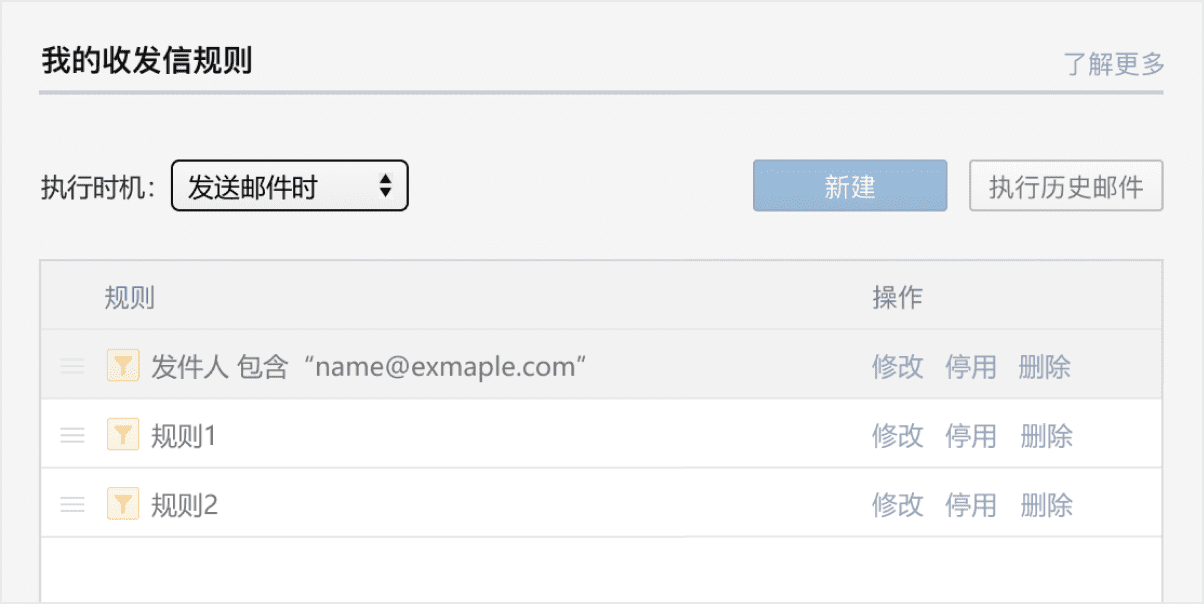 我的收发信规则 了解更多
执行时机： 发送邮件时 新建 执行历史邮件
规则 操作
发件人 包含 “name@exmaple.com” 修改 停用 删除
规则1 修改 停用 删除
规则2 修改 停用 删除